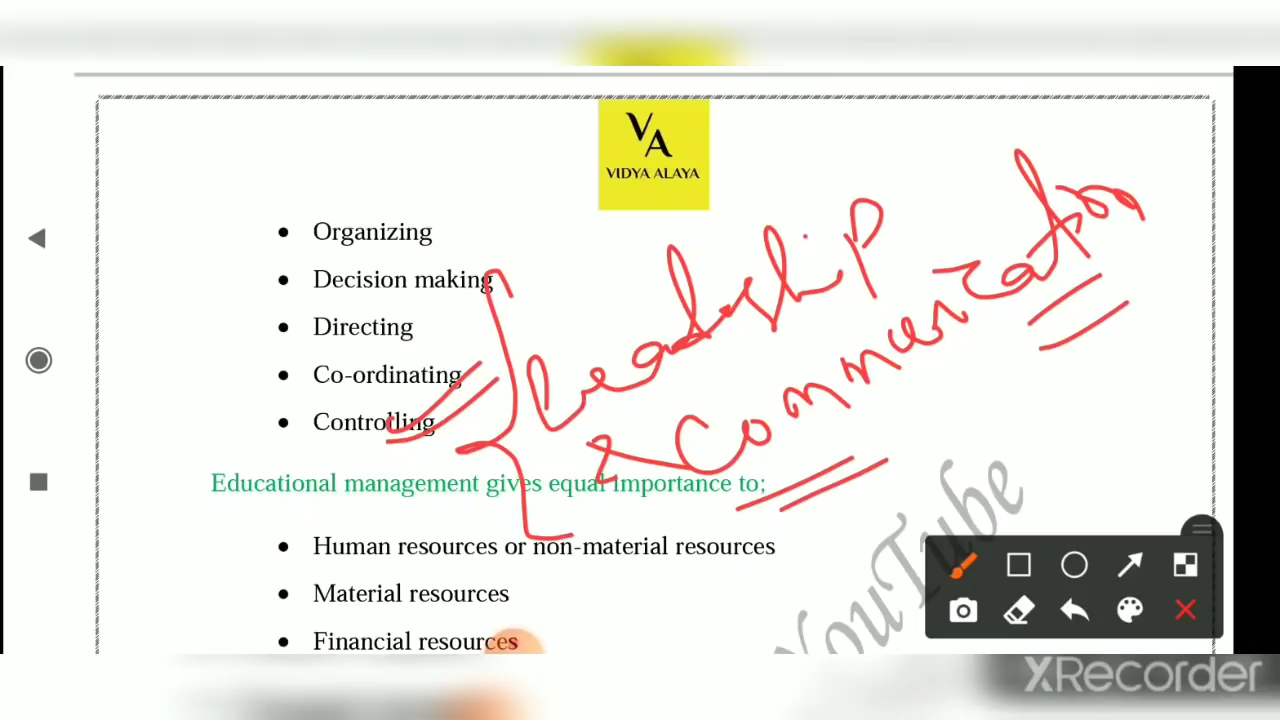 VA
VIDYA ALAYA
• Organizing
• Decision making
• Directing
• Co-ordinating
• Controlling
Leadership
& Communication
Educational management gives equal importance to;
• Human resources or non-material resources
• Material resources
• Financial resources
YouTube
XRecorder